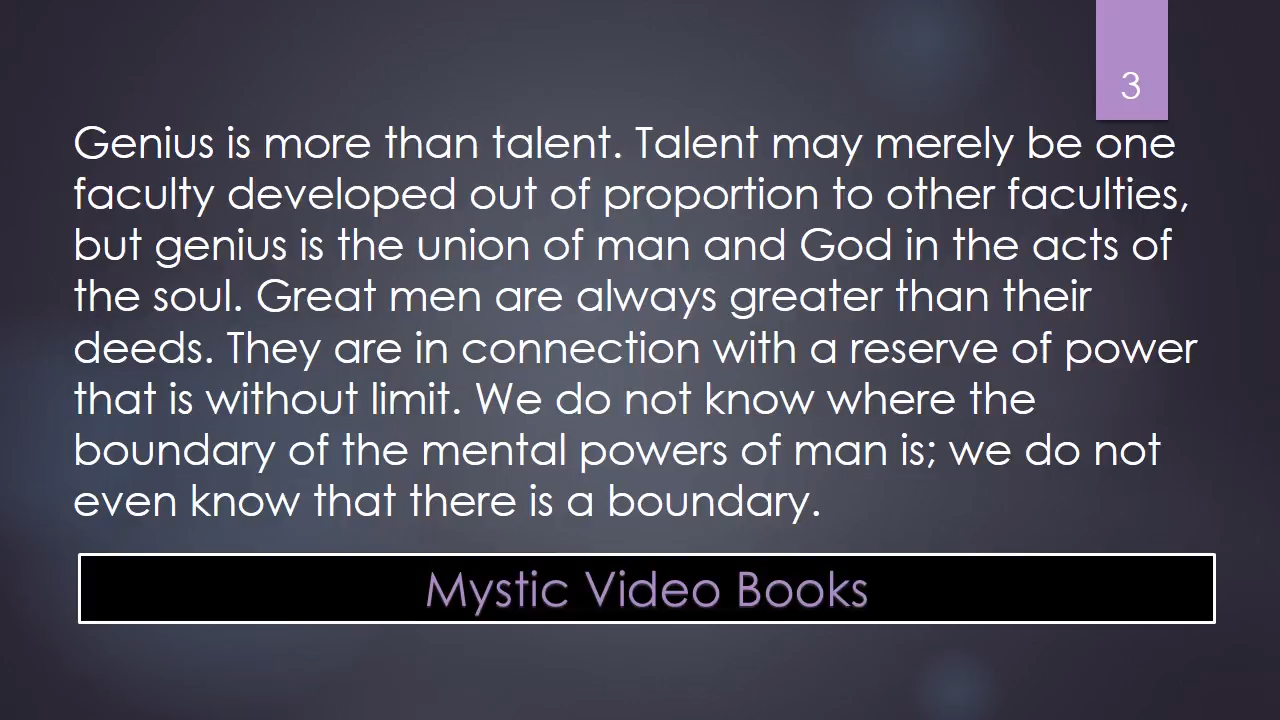 3
Genius is more than talent. Talent may merely be one
faculty developed out of proportion to other faculties,
but genius is the union of man and God in the acts of
the soul. Great men are always greater than their
deeds. They are in connection with a reserve of power
that is without limit. We do not know where the
boundary of the mental powers of man is; we do not
even know that there is a boundary.
Mystic Video Books